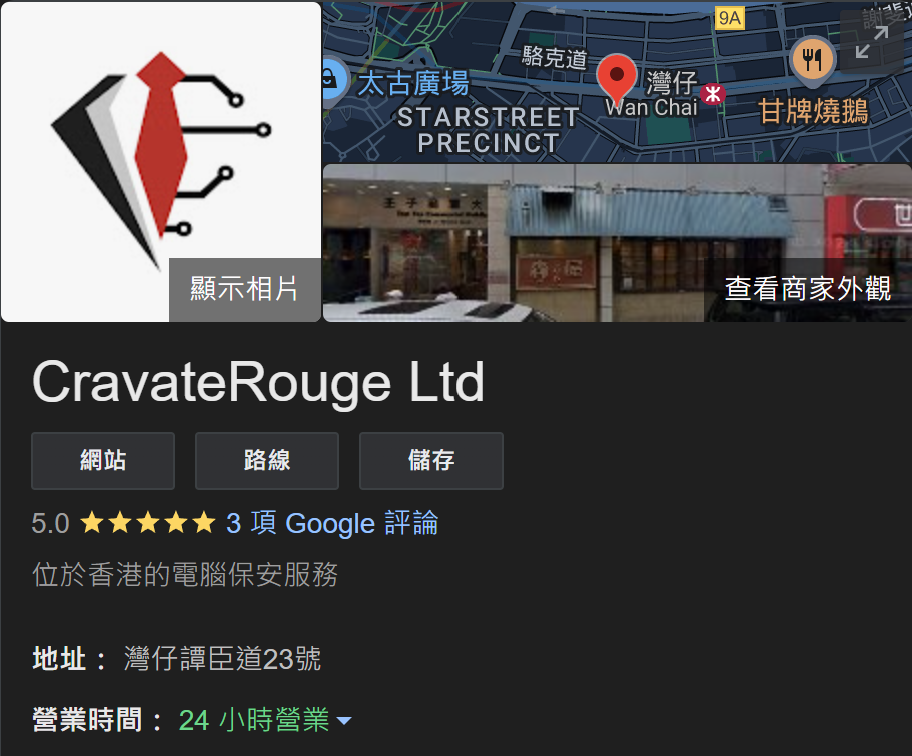 9A
駱克道
太古廣場
灣仔
Wan Chai
STARSTREET
PRECINCT
甘牌燒鵝
顯示相片
查看商家外觀
CravateRouge Ltd
網站
路線
儲存
5.0
3 項 Google 評論
位於香港的電腦保安服務
地址： 灣仔譚臣道23號
營業時間： 24 小時營業